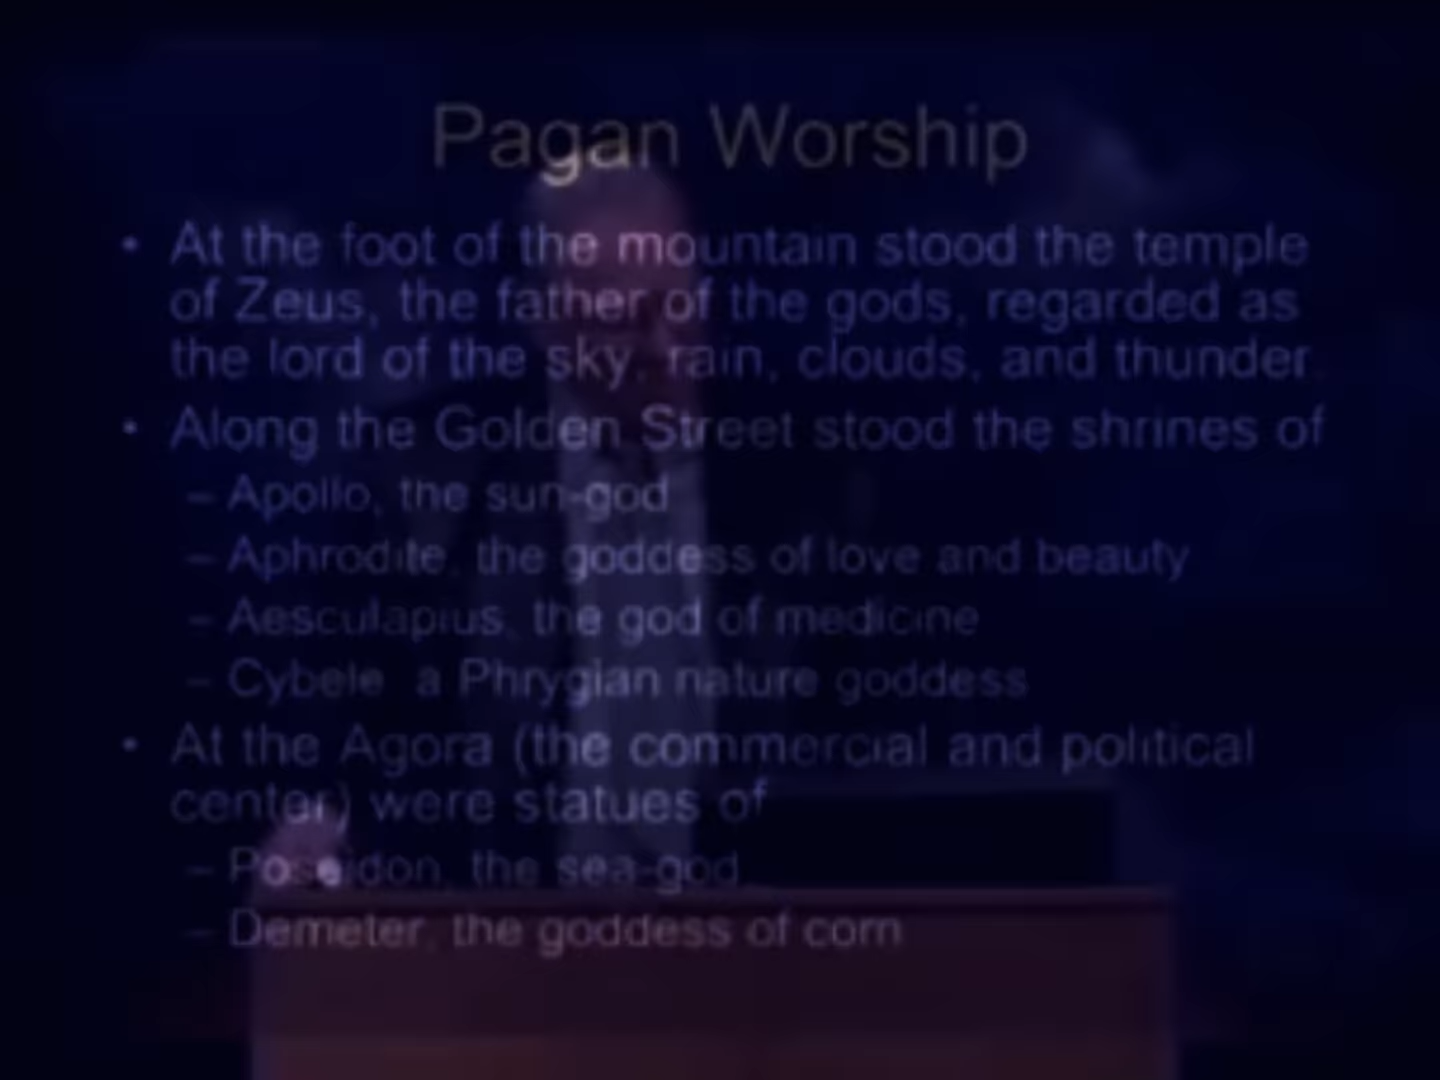 Pagan Worship
• At the foot of the mountain stood the temple
of Zeus, the father of the gods, regarded as
the lord of the sky, rain, clouds, and thunder.
• Along the Golden Street stood the shrines of
– Apollo, the sun-god
– Aphrodite, the goddess of love and beauty
– Aesculapius, the god of medicine
– Cybele a Phrygian nature goddess
• At the Agora (the commercial and political
center) were statues of
– Poseidon, the sea-god
– Demeter, the goddess of corn